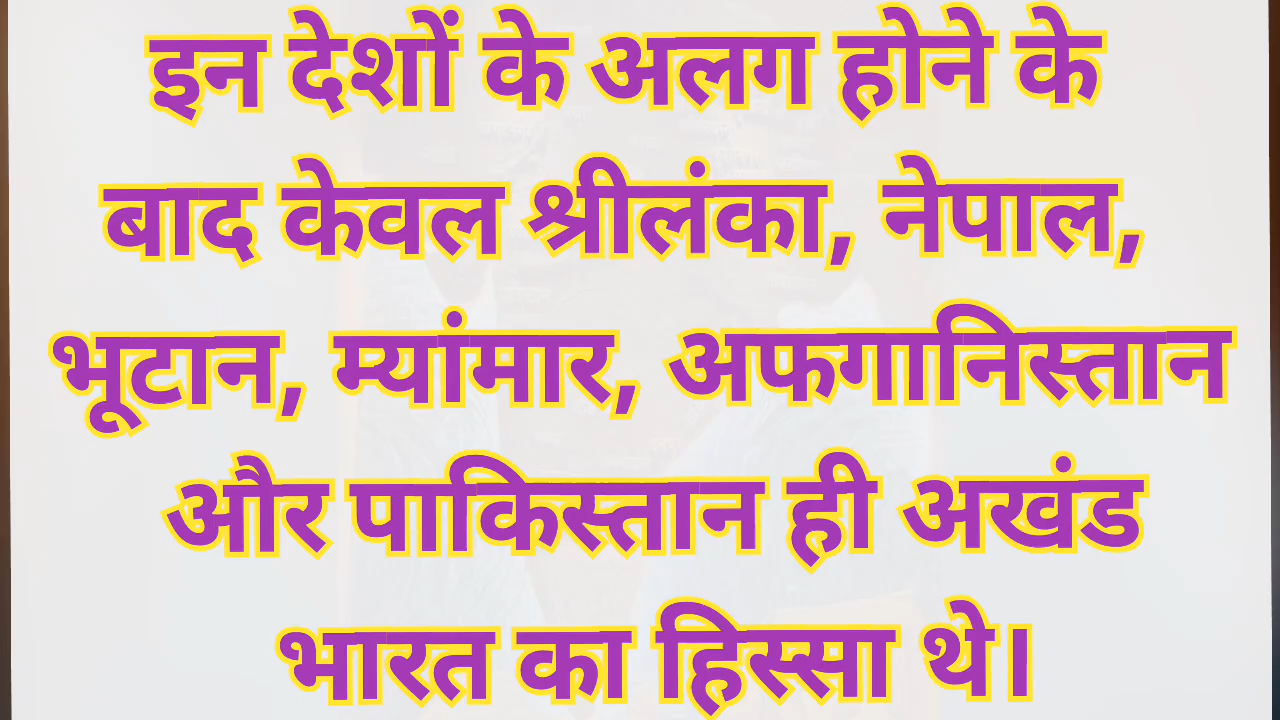 इन देशों के अलग होने के
बाद केवल श्रीलंका, नेपाल,
भूटान, म्यांमार, अफगानिस्तान
और पाकिस्तान ही अखंड
भारत का हिस्सा थे।